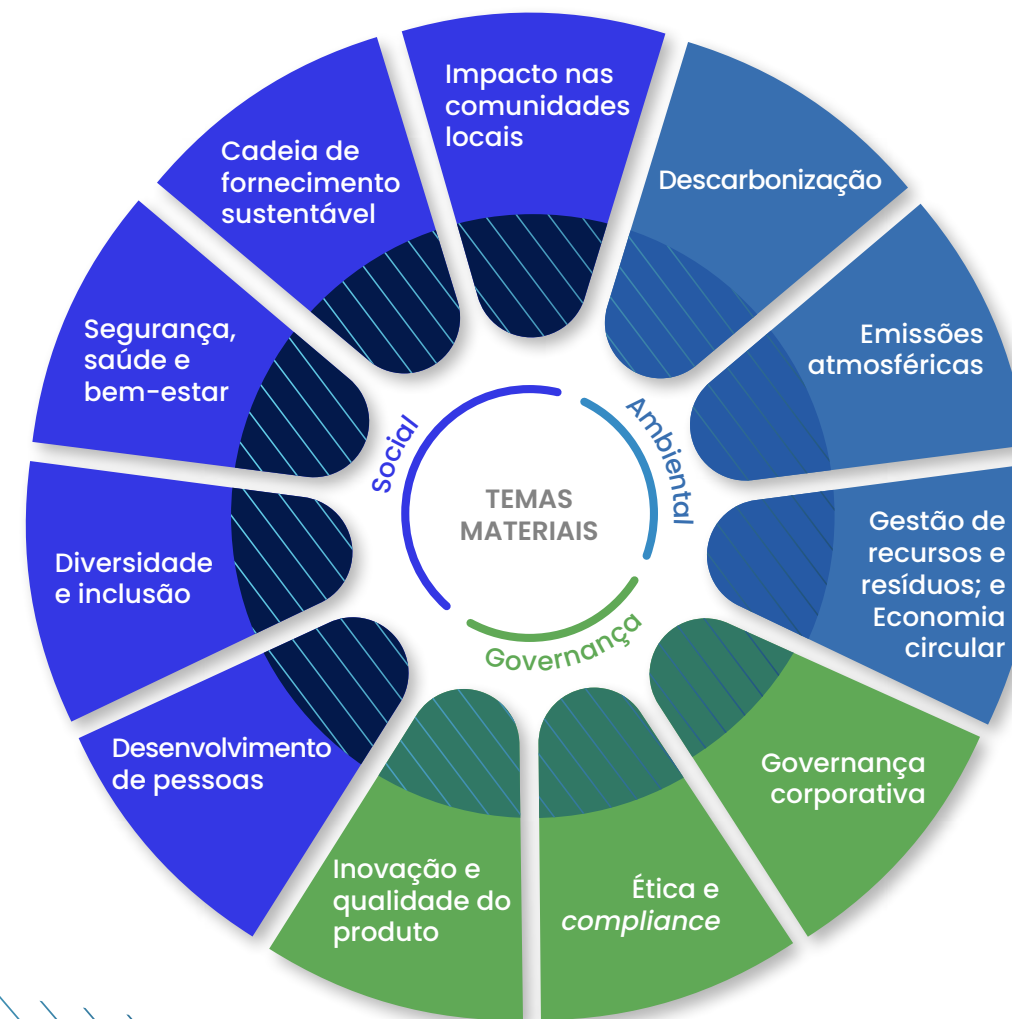 Impacto nas
comunidades
locais
Descarbonização
Emissões
atmosféricas
Gestão de
recursos e
resíduos; e
Economia
circular
Governança
corporativa
Ética e
compliance
Inovação e
qualidade do
produto
Desenvolvimento
de pessoas
Diversidade
e inclusão
Segurança,
saúde e
bem-estar
Cadeia de
fornecimento
sustentável
Social
Ambiental
Governança
TEMAS
MATERIAIS